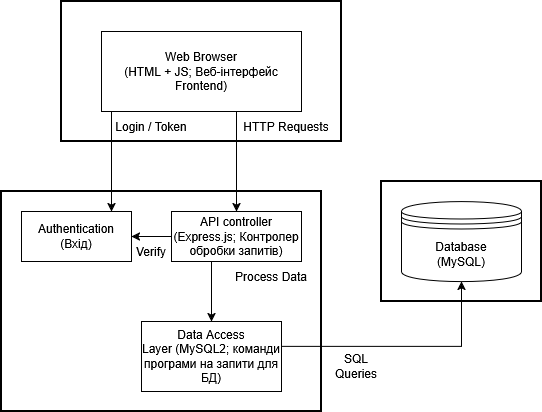 Web Browser
(HTML + JS; Веб-інтерфейс
Frontend)
Login / Token
HTTP Requests
Authentication
(Вхід)
Verify
API controller
(Express.js; Контролер
обробки запитів)
Process Data
Database
(MySQL)
Data Access
Layer (MySQL2; команди
програми на запити для
БД)
SQL
Queries